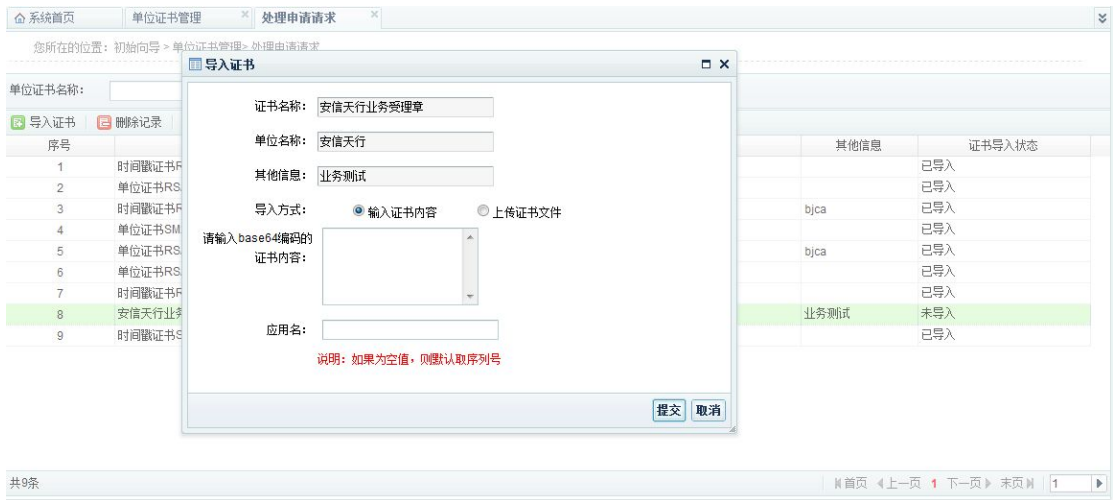 系统首页 单位证书管理 处理申请请求
您所在的位置：初始向导 > 单位证书管理> 处理申请请求
导入证书
单位证书名称：
证书名称： 安信天行业务受理章
导入证书 删除记录
单位名称： 安信天行
序号 其他信息 证书导入状态
其他信息： 业务测试
1 时间戳证书R 已导入
2 单位证书RS 已导入
导入方式： 输入证书内容 上传证书文件
3 时间戳证书R bjca 已导入
4 单位证书SM 已导入
请输入base64编码的
证书内容：
5 单位证书RS bjca 已导入
6 单位证书RS 已导入
7 时间戳证书R 已导入
8 安信天行业务 业务测试 未导入
应用名：
9 时间戳证书S 已导入
说明：如果为空值，则默认取序列号
提交 取消
共9条 首页 上一页 1 下一页 末页 1